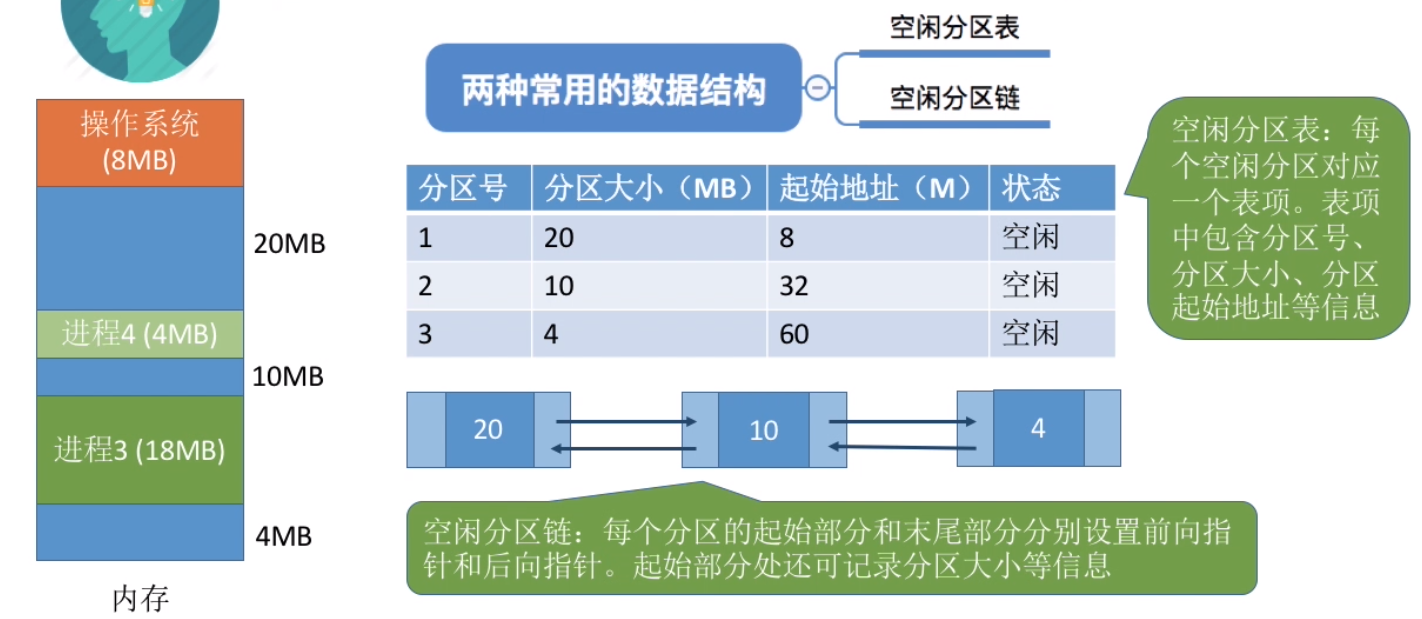 两种常用的数据结构
空闲分区表
空闲分区链
操作系统
(8MB)
20MB
进程4 (4MB)
10MB
进程3 (18MB)
4MB
内存
分区号 分区大小（MB） 起始地址（M） 状态
1 20 8 空闲
2 10 32 空闲
3 4 60 空闲
空闲分区表：每
个空闲分区对应
一个表项。表项
中包含分区号、
分区大小、分区
起始地址等信息
20 10 4
空闲分区链：每个分区的起始部分和末尾部分分别设置前向指
针和后向指针。起始部分处还可记录分区大小等信息